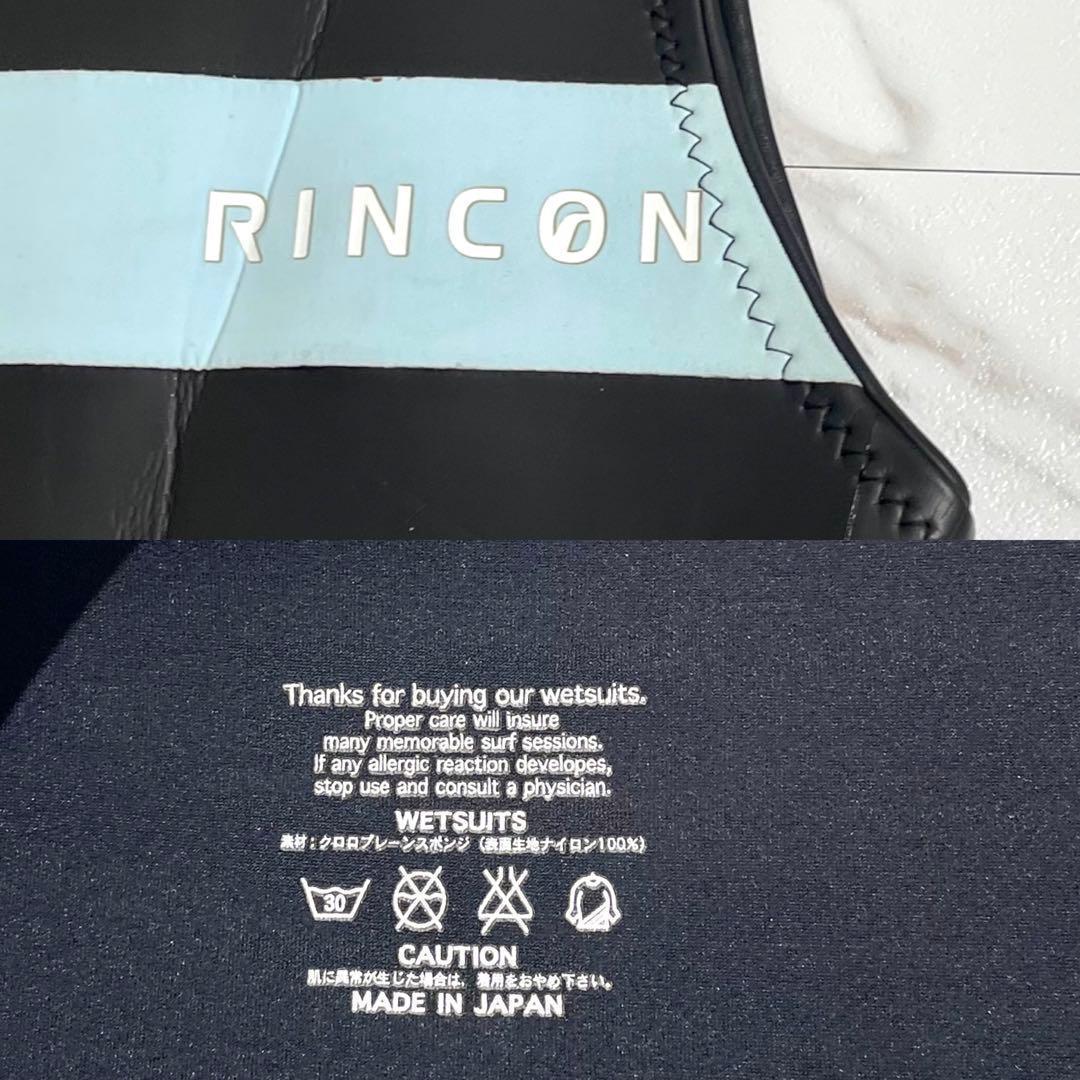 RINCON
Thanks for buying our wetsuits.
Proper care will insure
many memorable surf sessions.
If any allergic reaction developes,
stop use and consult a physician.
WETSUITS
素材:クロロプレーンスポンジ (表面生地ナイロン100%)
30
CAUTION
肌に異常が生じた場合は、着用をおやめ下さい。
MADE IN JAPAN